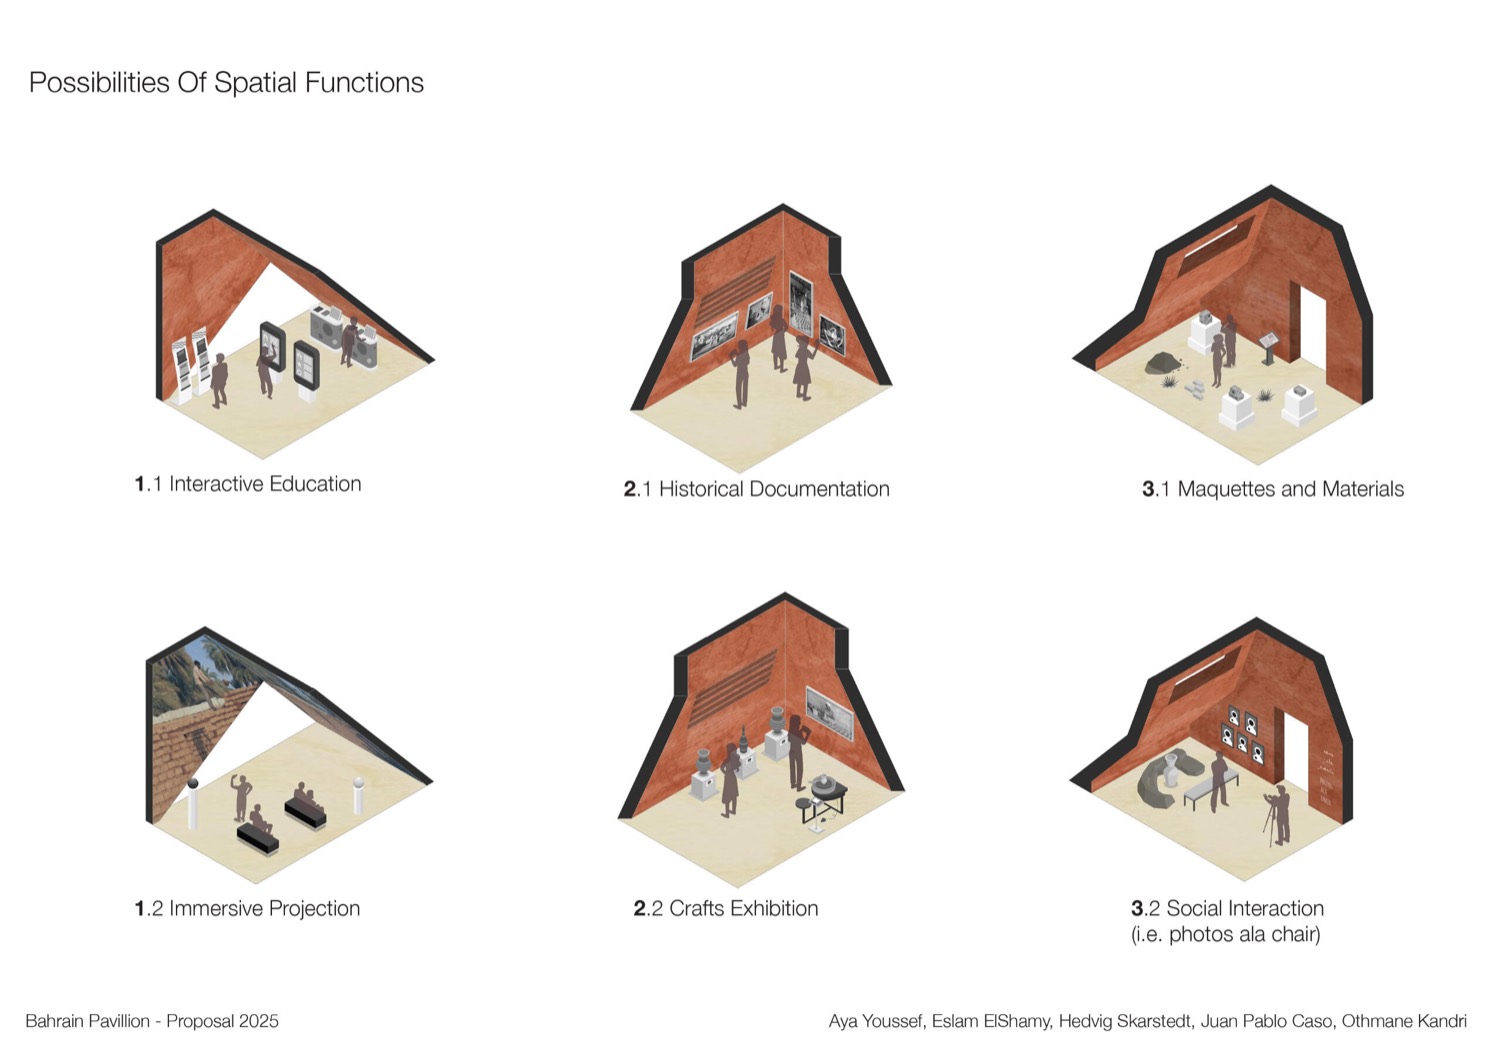 Possibilities Of Spatial Functions
1.1 Interactive Education
2.1 Historical Documentation
3.1 Maquettes and Materials
1.2 Immersive Projection
2.2 Crafts Exhibition
3.2 Social Interaction
(i.e. photos ala chair)
Bahrain Pavillion - Proposal 2025
Aya Youssef, Eslam ElShamy, Hedvig Skarstedt, Juan Pablo Caso, Othmane Kandri